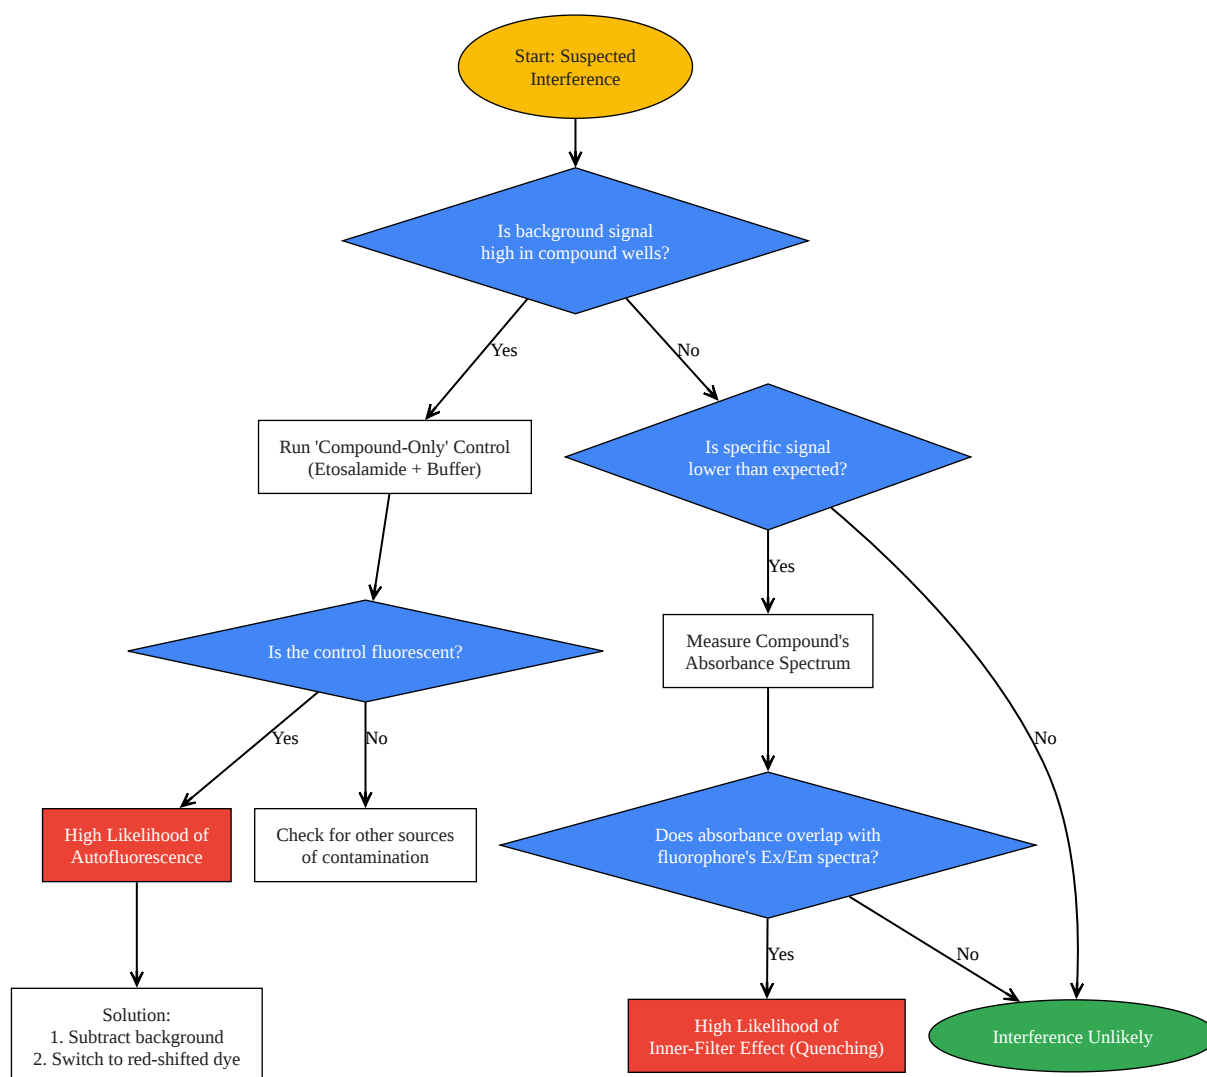 Start: Suspected
Interference
Is background signal
high in compound wells?
Yes
No
Run 'Compound-Only' Control
(Etosalamide + Buffer)
Is specific signal
lower than expected?
Yes
Is the control fluorescent?
Measure Compound's
Absorbance Spectrum
Yes
No
No
High Likelihood of
Autofluorescence
Check for other sources
of contamination
Does absorbance overlap with
fluorophore's Ex/Em spectra?
Yes
No
Solution:
1. Subtract background
2. Switch to red-shifted dye
High Likelihood of
Inner-Filter Effect (Quenching)
Interference Unlikely